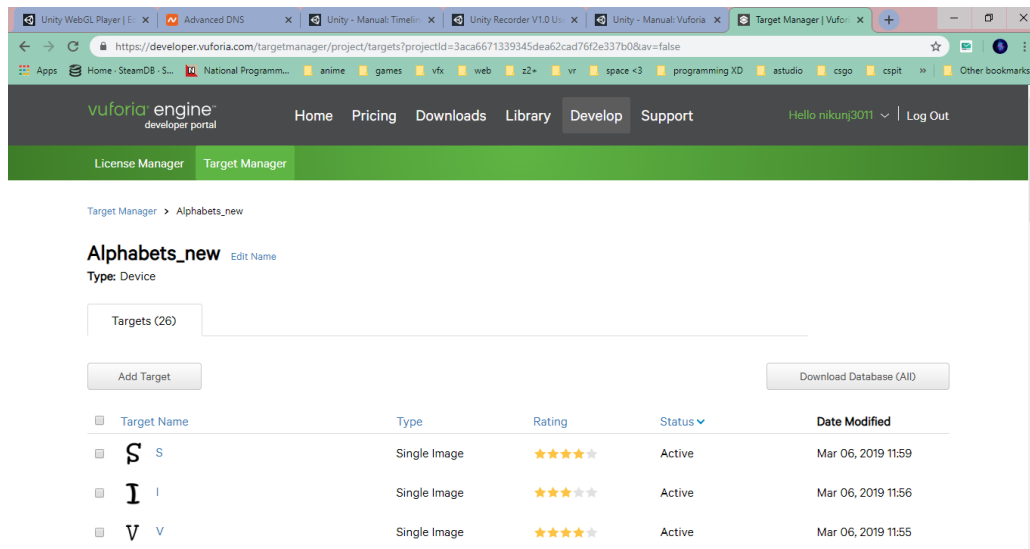 Unity WebGL Player | E
Advanced DNS
Unity - Manual: Timelin
Unity Recorder V1.0 Us
Unity - Manual: Vuforia
Target Manager | Vufori
https://developer.vuforia.com/targetmanager/project/targets?projectId=3aca6671339345dea62cad76f2e337b0&av=false
Apps Home · SteamDB · S... National Programm... anime games vfx web z2+ vr space <3 programming XD astudio csgo cspit » Other bookmarks
vuforia engine™
developer portal
Home Pricing Downloads Library Develop Support Hello nikunj3011 Log Out
License Manager Target Manager
Target Manager > Alphabets_new
Alphabets_new Edit Name
Type: Device
Targets (26)
Add Target Download Database (All)
Target Name Type Rating Status Date Modified
S S Single Image Active Mar 06, 2019 11:59
I I Single Image Active Mar 06, 2019 11:56
V V Single Image Active Mar 06, 2019 11:55